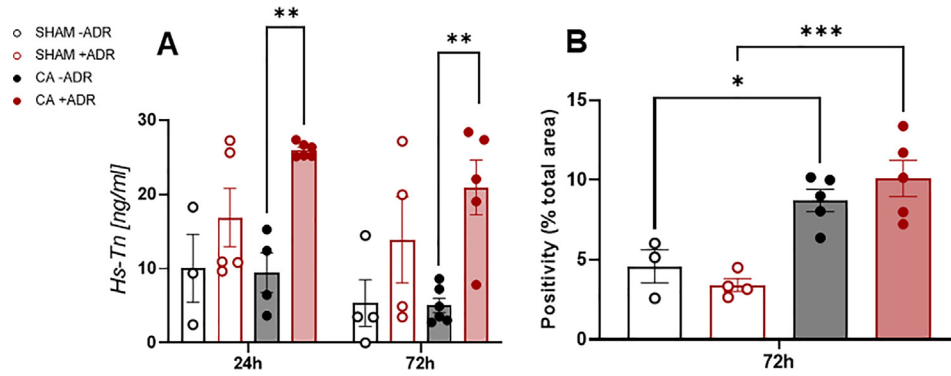 SHAM -ADR
SHAM +ADR
CA -ADR
CA +ADR
A
**
**
Hs-Tn [ng/ml]
30
20
10
0
24h
72h
B
***
*
Positivity (% total area)
15
10
5
0
72h